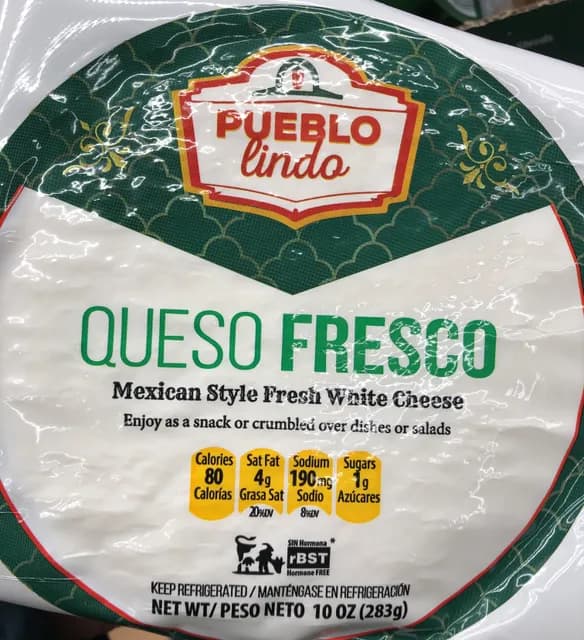 PUEBLO
lindo
QUESO FRESCO
Mexican Style Fresh White Cheese
Enjoy as a snack or crumbled over dishes or salads
Calories Sat Fat Sodium Sugars
80 4g 190mg 1g
Calorías Grasa Sat Sodio Azúcares
20%DV 8%DV
SIN Hormona *
rBST
Hormone FREE
KEEP REFRIGERATED / MANTÉNGASE EN REFRIGERACIÓN
NET WT/ PESO NETO 10 OZ (283g)